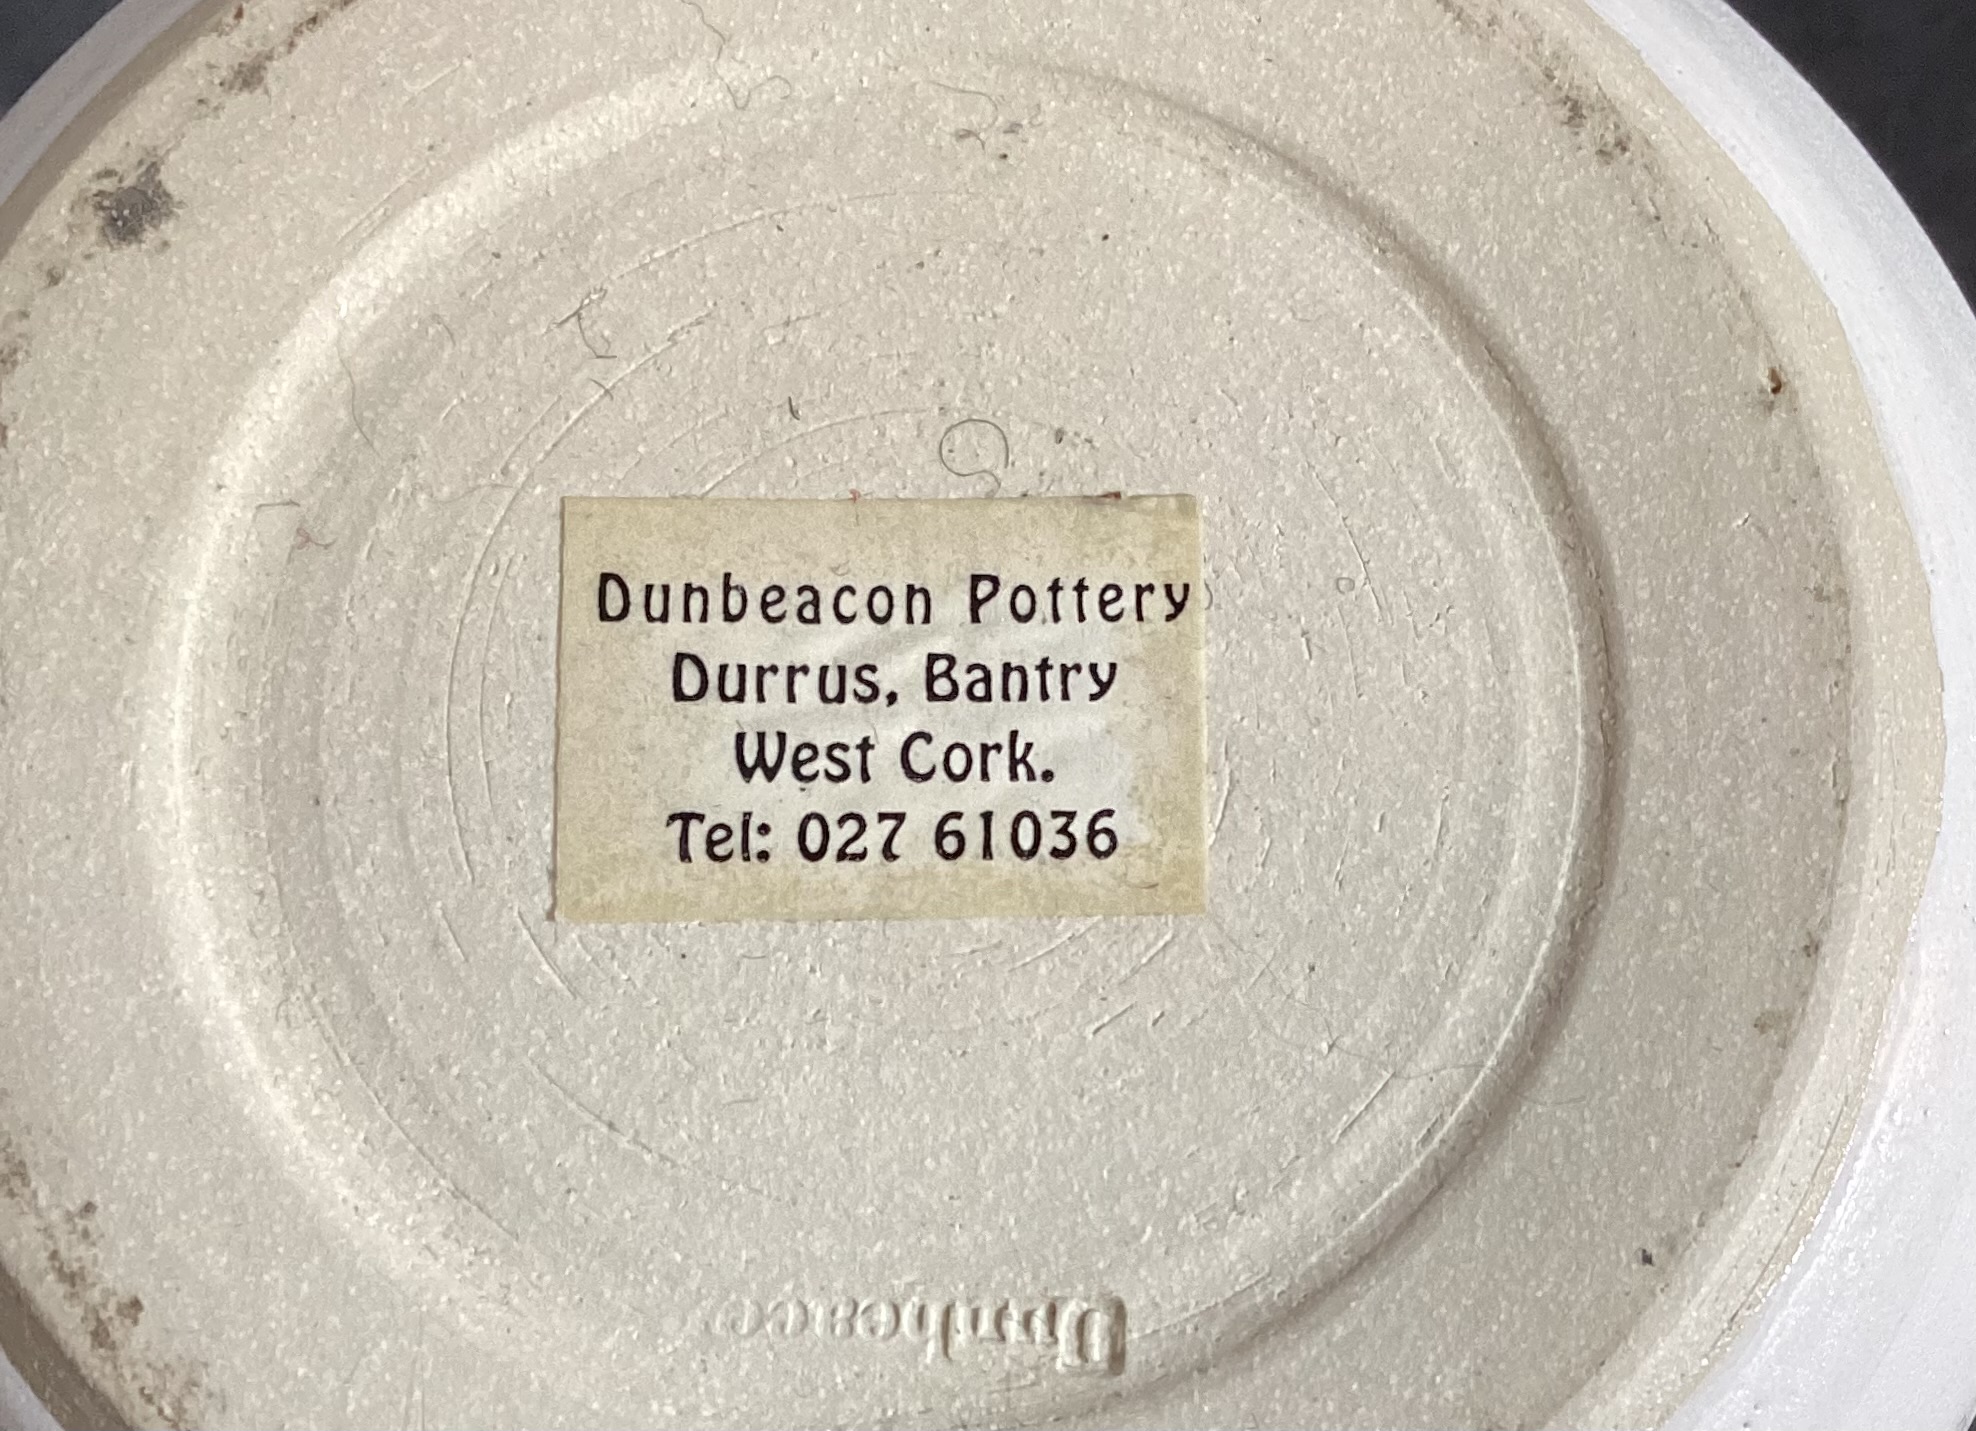 Dunbeacon Pottery
Durrus, Bantry
West Cork.
Tel: 027 61036